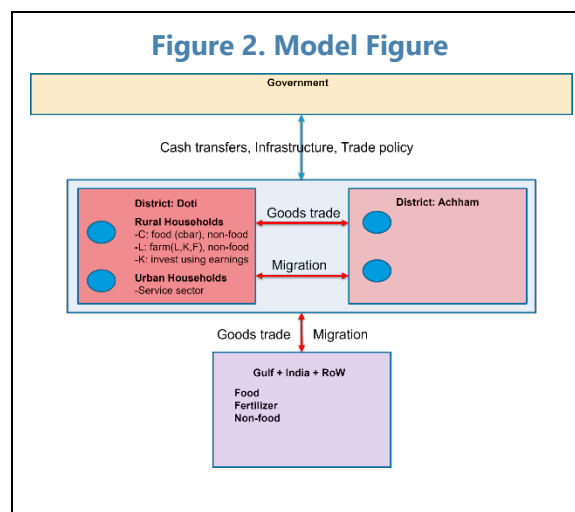 Figure 2. Model Figure
Government
Cash transfers, Infrastructure, Trade policy
District: Doti
Rural Households
-C: food (cbar), non-food
-L: farm(L,K,F), non-food
-K: invest using earnings
Urban Households
-Service sector
Goods trade
Migration
District: Achham
Goods trade
Migration
Gulf + India + RoW
Food
Fertilizer
Non-food